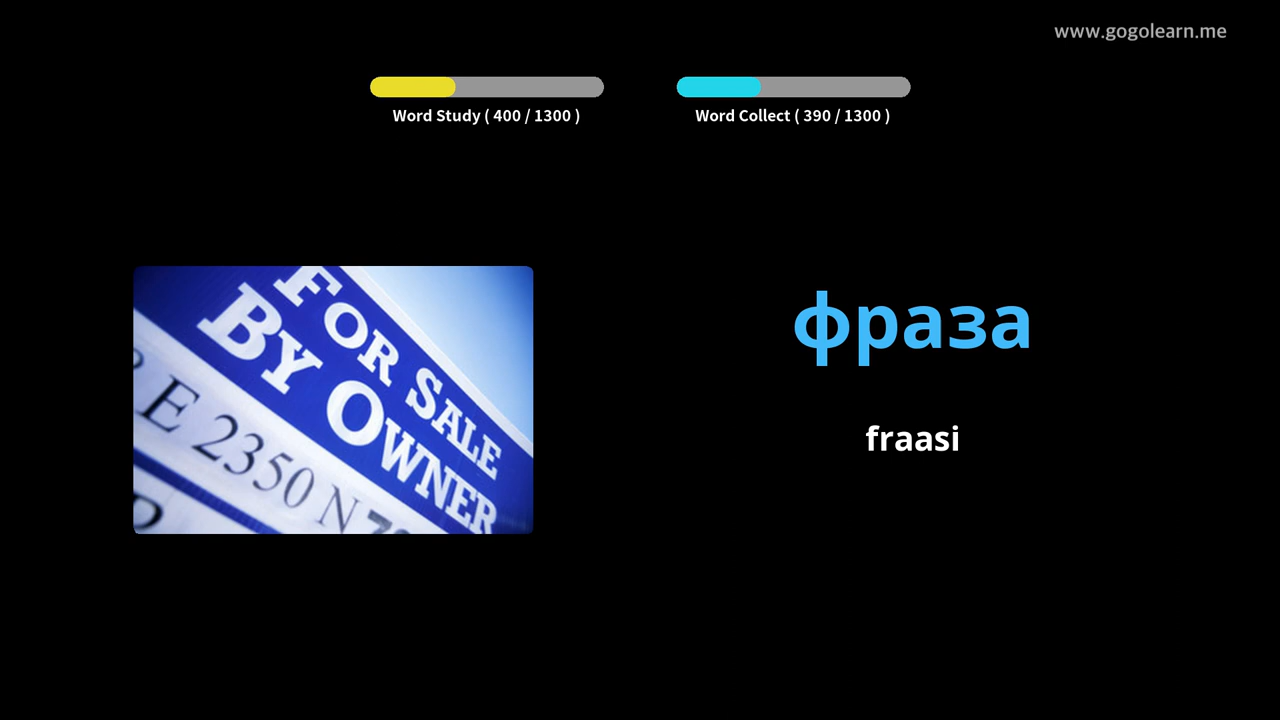 www.gogolearn.me
Word Study ( 400 / 1300 )
Word Collect ( 390 / 1300 )
FOR SALE
BY OWNER
E 2350 N
фраза
fraasi